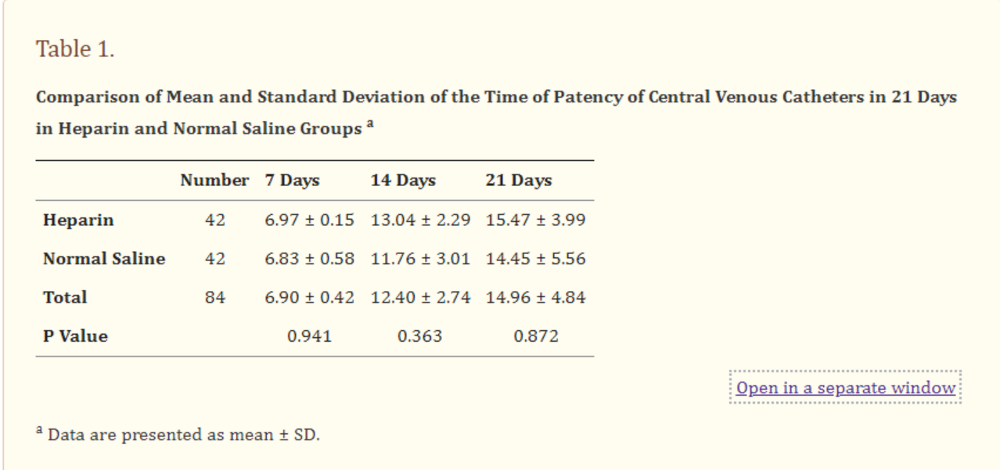 Table 1.
Comparison of Mean and Standard Deviation of the Time of Patency of Central Venous Catheters in 21 Days
in Heparin and Normal Saline Groups a
Number 7 Days 14 Days 21 Days
Heparin 42 6.97 ± 0.15 13.04 ± 2.29 15.47 ± 3.99
Normal Saline 42 6.83 ± 0.58 11.76 ± 3.01 14.45 ± 5.56
Total 84 6.90 ± 0.42 12.40 ± 2.74 14.96 ± 4.84
P Value 0.941 0.363 0.872
Open in a separate window
a Data are presented as mean ± SD.